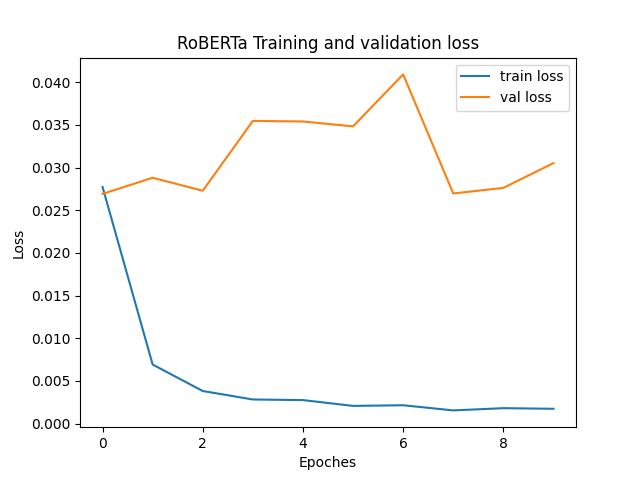 RoBERTa Training and validation loss
train loss
val loss
0.040
0.035
0.030
0.025
0.020
0.015
0.010
0.005
0.000
Loss
0 2 4 6 8
Epoches